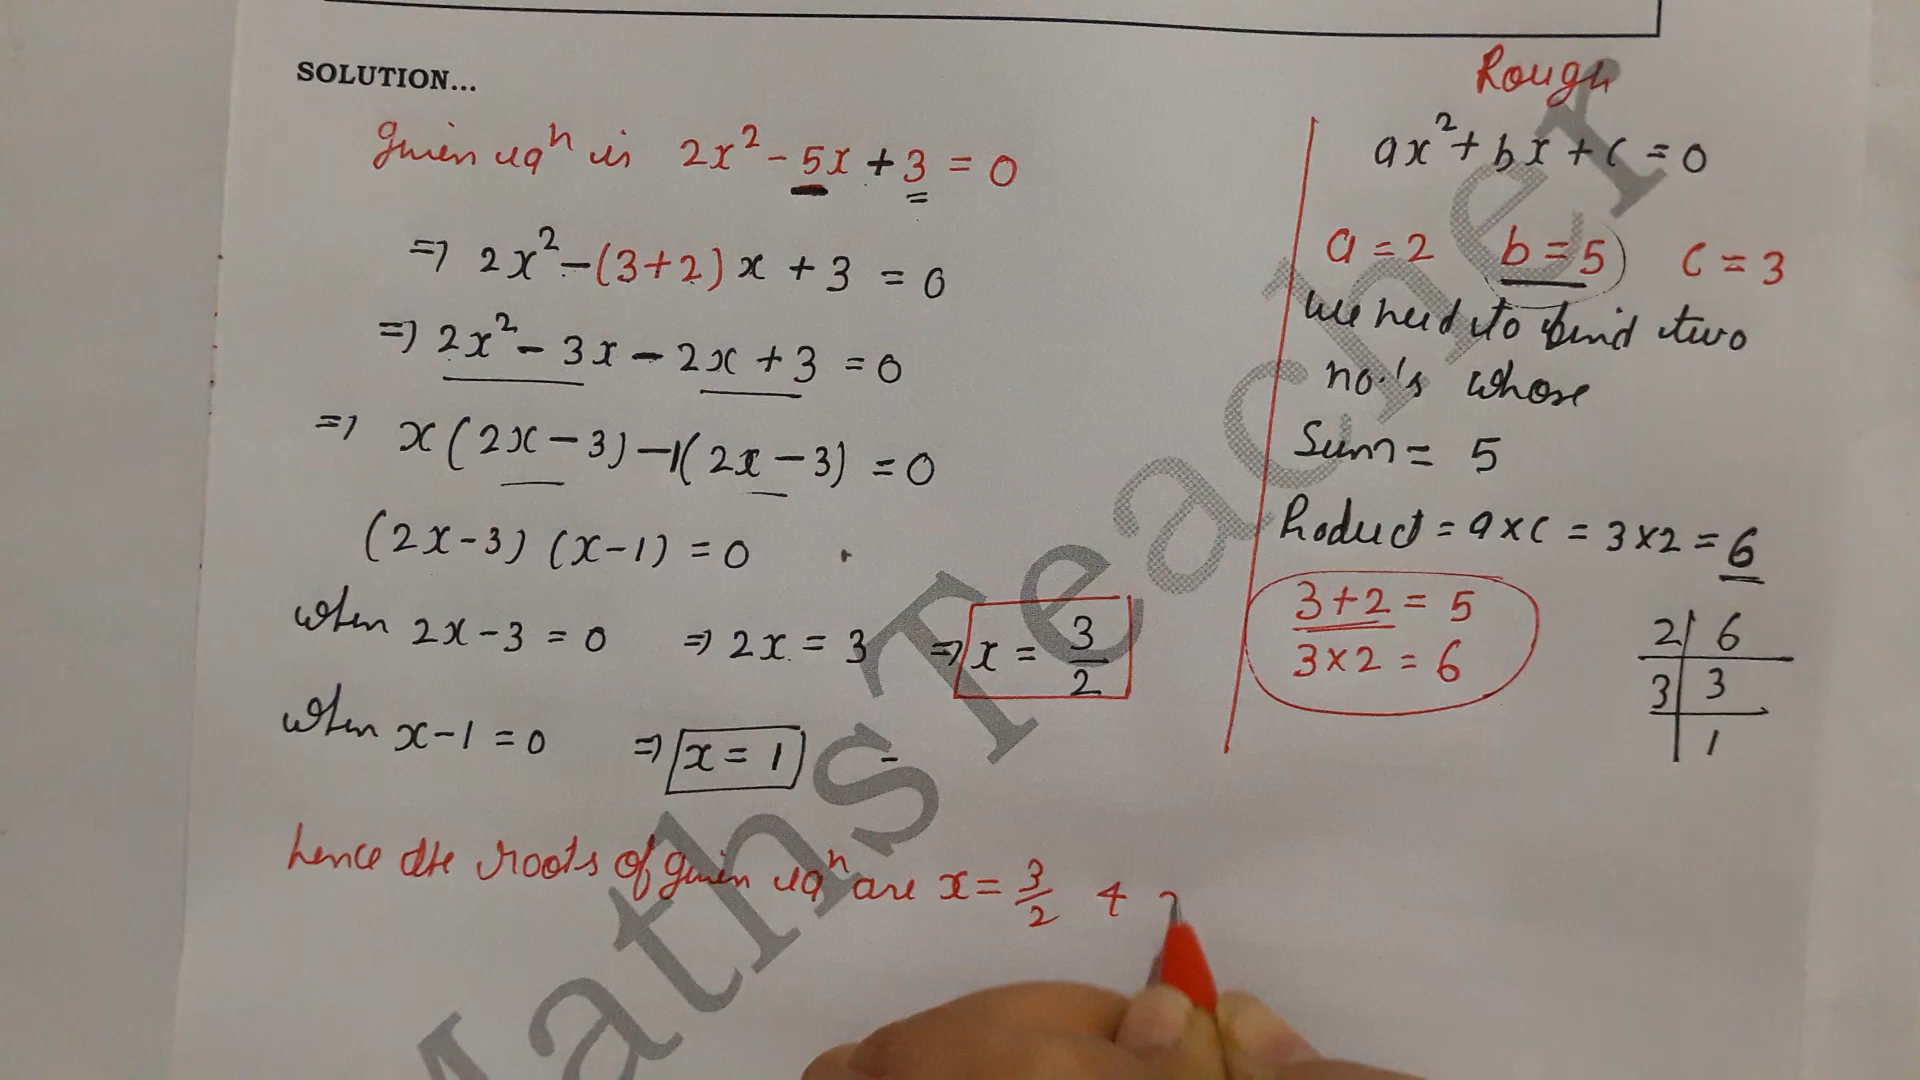 SOLUTION...
Given eqⁿ is 2x² - 5x + 3 = 0
⇒ 2x² - (3+2)x + 3 = 0
⇒ 2x² - 3x - 2x + 3 = 0
⇒ x(2x - 3) - 1(2x - 3) = 0
(2x-3) (x-1) = 0
when 2x-3 = 0 ⇒ 2x = 3 ⇒ x = 3/2
when x-1 = 0 ⇒ x = 1
hence the roots of given eqⁿ are x = 3/2 &
Rough
ax² + bx + c = 0
a = 2 b = 5 c = 3
We need to find two
no.'s whose
Sum = 5
Product = a×c = 3×2 = 6
3+2 = 5
3×2 = 6
2 | 6
3 | 3
| 1
Maths Teacher